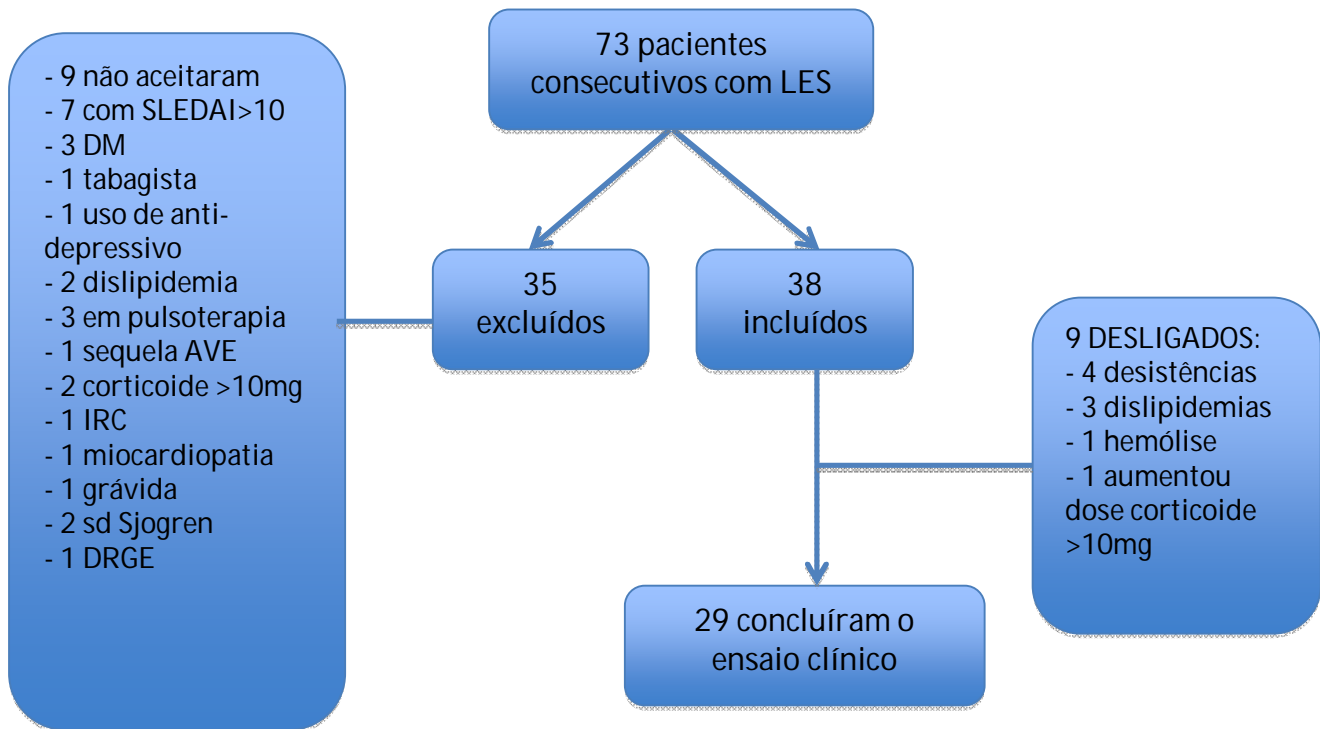 73 pacientes
consecutivos com LES
- 9 não aceitaram
- 7 com SLEDAI>10
- 3 DM
- 1 tabagista
- 1 uso de anti-
depressivo
- 2 dislipidemia
- 3 em pulsoterapia
- 1 sequela AVE
- 2 corticoide >10mg
- 1 IRC
- 1 miocardiopatia
- 1 grávida
- 2 sd Sjogren
- 1 DRGE
35
excluídos
38
incluídos
9 DESLIGADOS:
- 4 desistências
- 3 dislipidemias
- 1 hemólise
- 1 aumentou
dose corticoide
>10mg
29 concluíram o
ensaio clínico